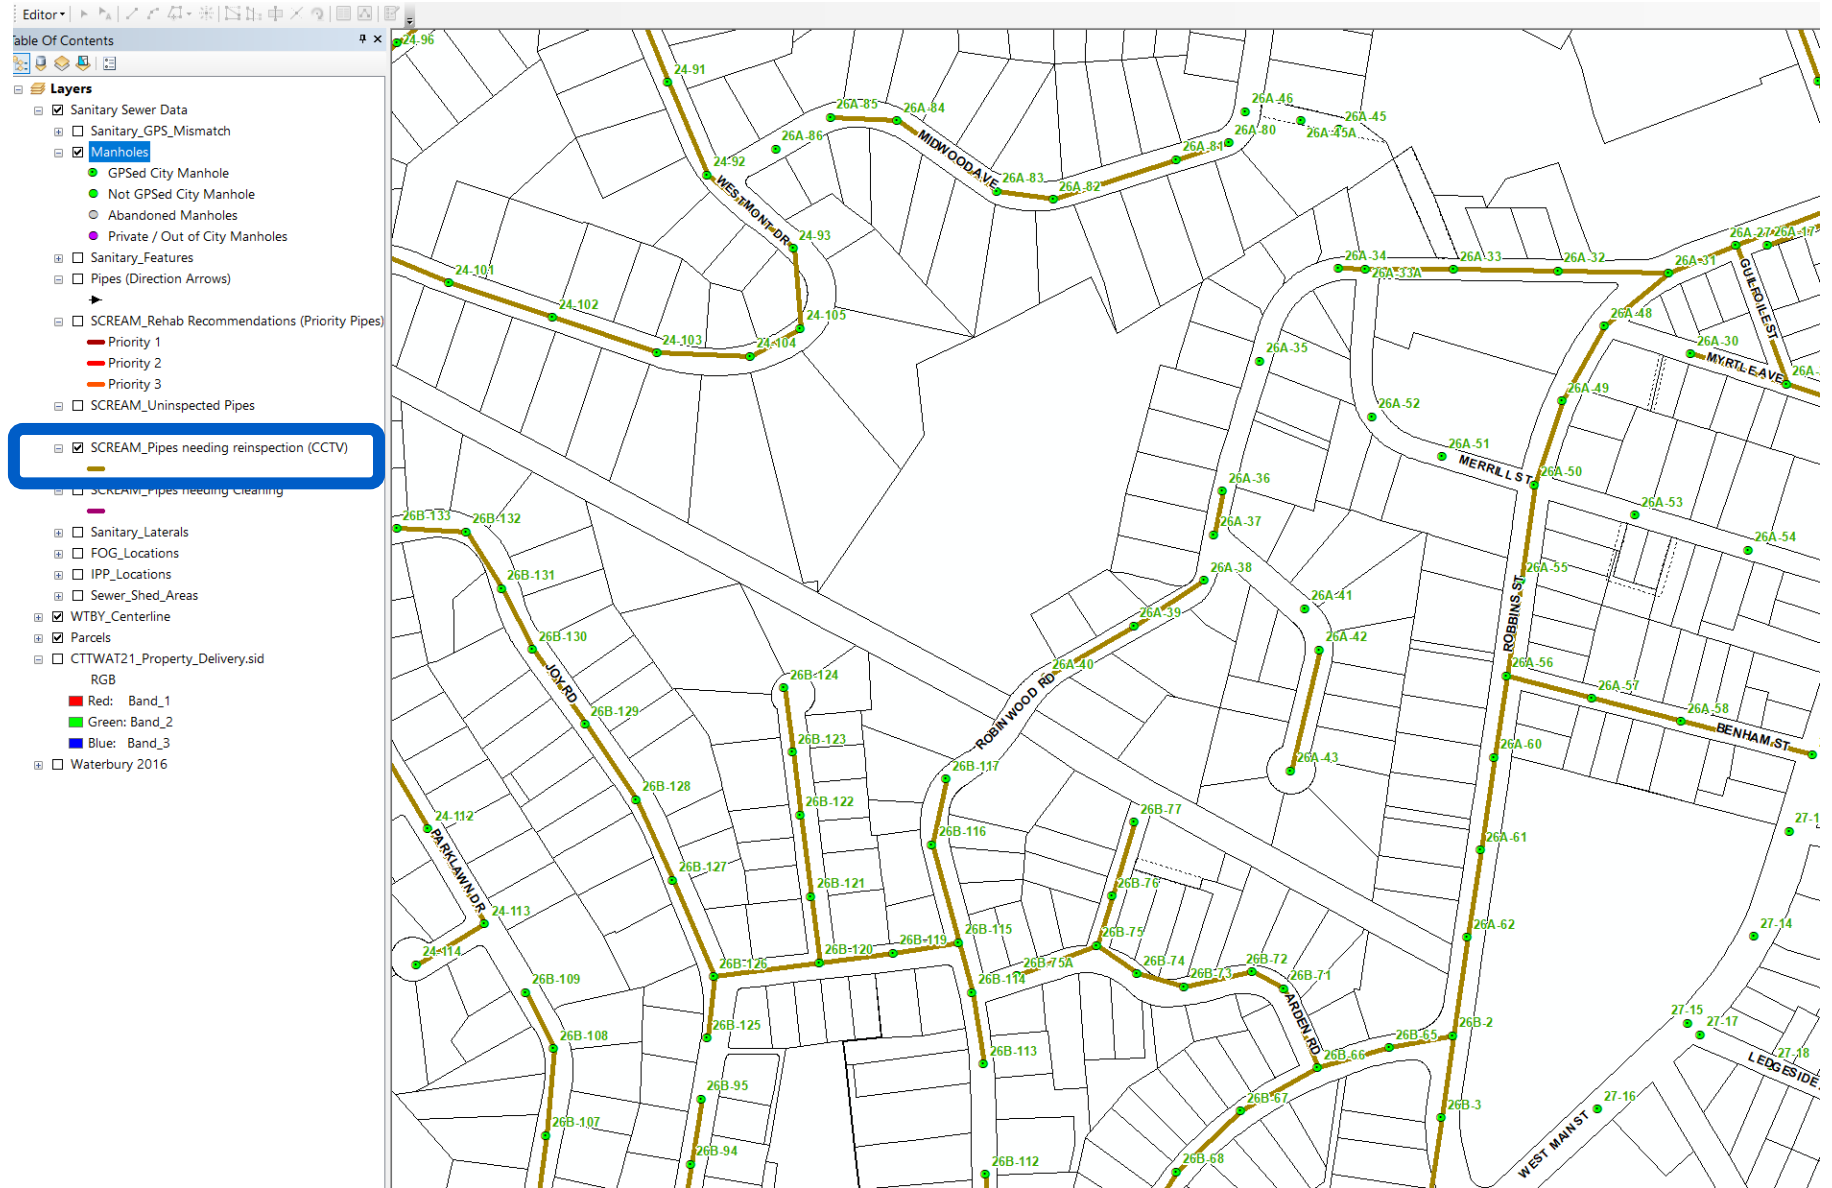 Editor
Table Of Contents
Layers
Sanitary Sewer Data
Sanitary_GPS_Mismatch
Manholes
GPSed City Manhole
Not GPSed City Manhole
Abandoned Manholes
Private / Out of City Manholes
Sanitary_Features
Pipes (Direction Arrows)
SCREAM_Rehab Recommendations (Priority Pipes)
Priority 1
Priority 2
Priority 3
SCREAM_Uninspected Pipes
SCREAM_Pipes needing reinspection (CCTV)
SCREAM_Pipes needing Cleaning
Sanitary_Laterals
FOG_Locations
IPP_Locations
Sewer_Shed_Areas
WTBY_Centerline
Parcels
CTTWAT21_Property_Delivery.sid
RGB
Red: Band_1
Green: Band_2
Blue: Band_3
Waterbury 2016
24-96
24-91
26A-85
26A-84
26A-46
26A-45
26A-86
26A-45A
26A-80
MIDWOOD AVE
26A-81
24-92
26A-83
26A-82
WESTMONT DR
24-93
26A-27
26A-17
24-101
26A-34
26A-33A
26A-33
26A-32
26A-31
GUILFOILE ST
24-102
24-105
26A-48
24-103
24-104
26A-35
26A-30
MYRTLE AVE
26A-49
26A-52
26A-51
MERRILL ST
26A-50
26A-36
26A-53
26B-133
26B-132
26A-37
26A-54
26B-131
26A-38
26A-55
26A-41
26A-39
ROBBINS ST
26B-130
26A-42
26A-40
26A-56
JOY RD
26B-124
26A-57
26B-129
ROBIN WOOD RD
26A-58
BENHAM ST
26B-123
26A-60
26A-43
26B-117
26B-128
26B-122
26B-77
24-112
27-1
26B-116
26A-61
PARKLAWN DR
26B-127
26B-121
26B-76
24-113
26A-62
27-14
26B-115
26B-75
24-114
26B-120
26B-119
26B-126
26B-75A
26B-74
26B-72
26B-73
26B-71
26B-109
26B-114
ARDEN RD
27-15
27-17
26B-125
26B-2
26B-108
26B-65
26B-113
26B-66
27-18
LEDGESIDE
26B-95
26B-67
27-16
26B-3
26B-107
WEST MAIN ST
26B-94
26B-112
26B-68